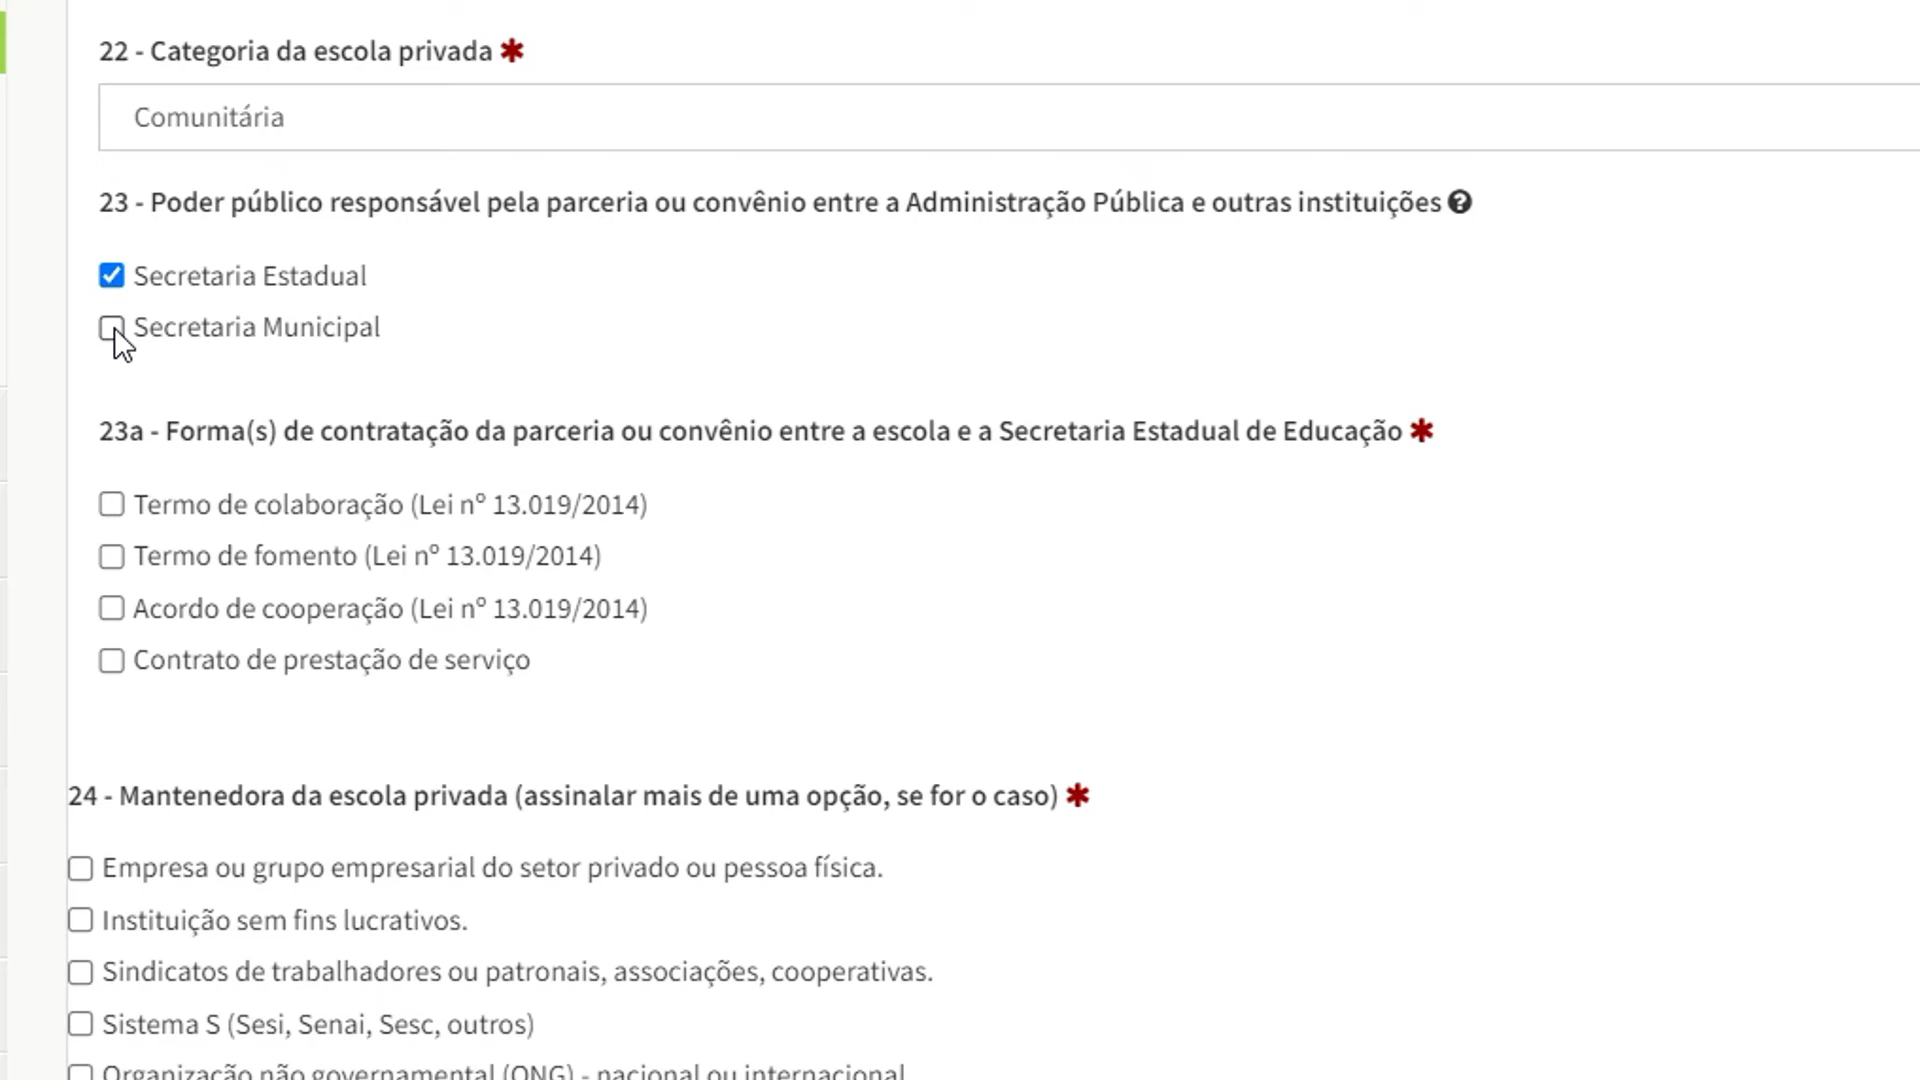 22 - Categoria da escola privada ✱
Comunitária
23 - Poder público responsável pela parceria ou convênio entre a Administração Pública e outras instituições ?
Secretaria Estadual
Secretaria Municipal
23a - Forma(s) de contratação da parceria ou convênio entre a escola e a Secretaria Estadual de Educação ✱
Termo de colaboração (Lei nº 13.019/2014)
Termo de fomento (Lei nº 13.019/2014)
Acordo de cooperação (Lei nº 13.019/2014)
Contrato de prestação de serviço
24 - Mantenedora da escola privada (assinalar mais de uma opção, se for o caso) ✱
Empresa ou grupo empresarial do setor privado ou pessoa física.
Instituição sem fins lucrativos.
Sindicatos de trabalhadores ou patronais, associações, cooperativas.
Sistema S (Sesi, Senai, Sesc, outros)
Organização não governamental (ONG) - nacional ou internacional